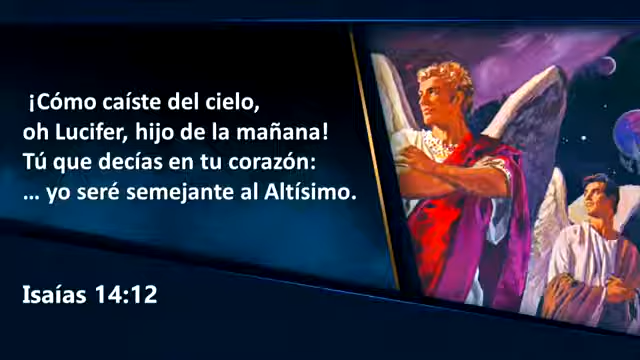 ¡Cómo caíste del cielo,
oh Lucifer, hijo de la mañana!
Tú que decías en tu corazón:
... yo seré semejante al Altísimo.
Isaías 14:12